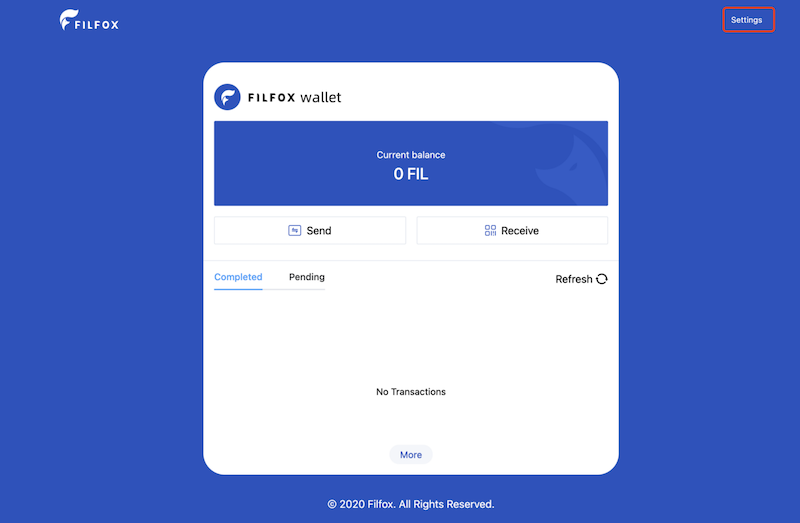 FILFOX
Settings
FILFOX wallet
Current balance
0 FIL
Send
Receive
Completed
Pending
Refresh
No Transactions
More
© 2020 Filfox. All Rights Reserved.